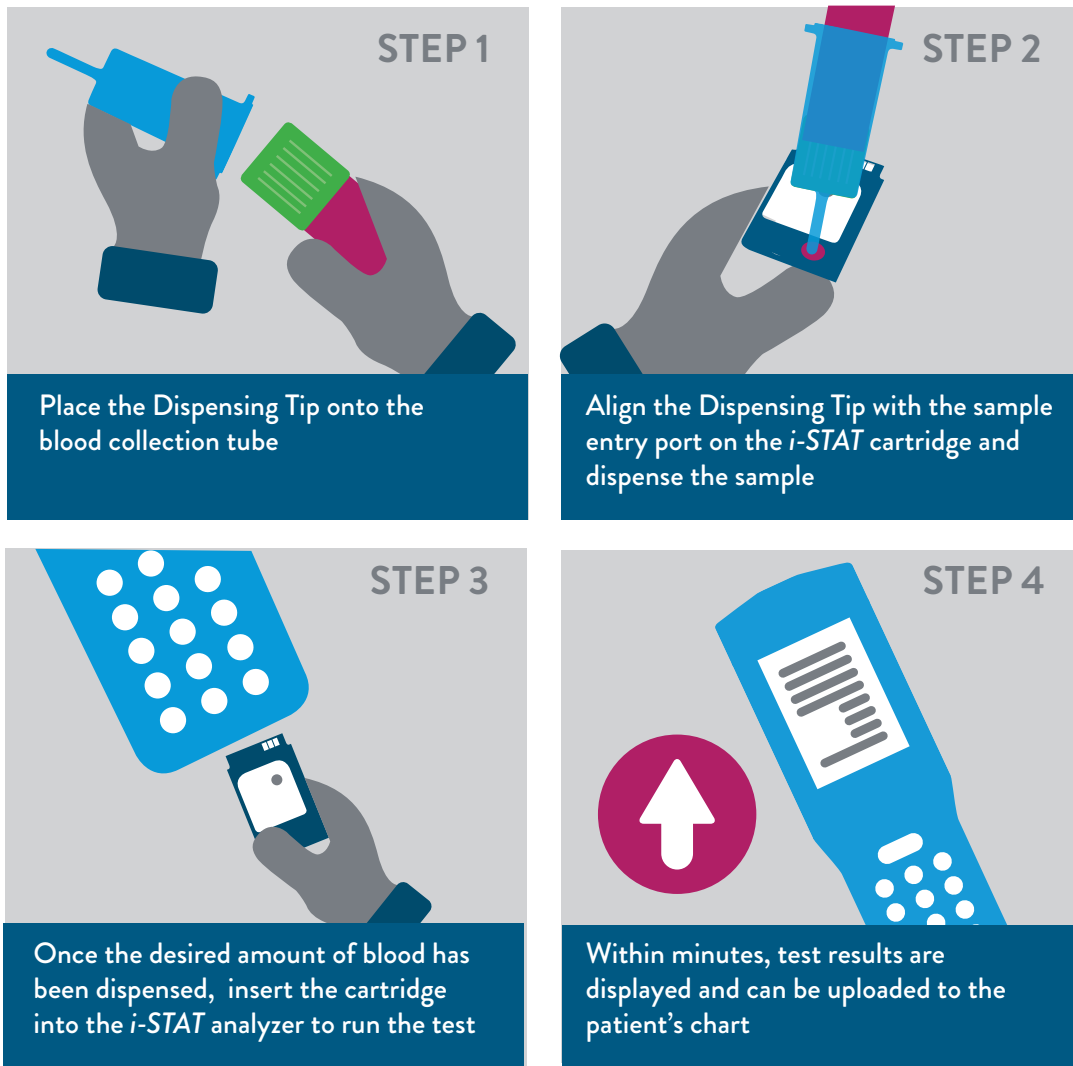 STEP 1
Place the Dispensing Tip onto the
blood collection tube
STEP 2
Align the Dispensing Tip with the sample
entry port on the i-STAT cartridge and
dispense the sample
STEP 3
Once the desired amount of blood has
been dispensed, insert the cartridge
into the i-STAT analyzer to run the test
STEP 4
Within minutes, test results are
displayed and can be uploaded to the
patient’s chart